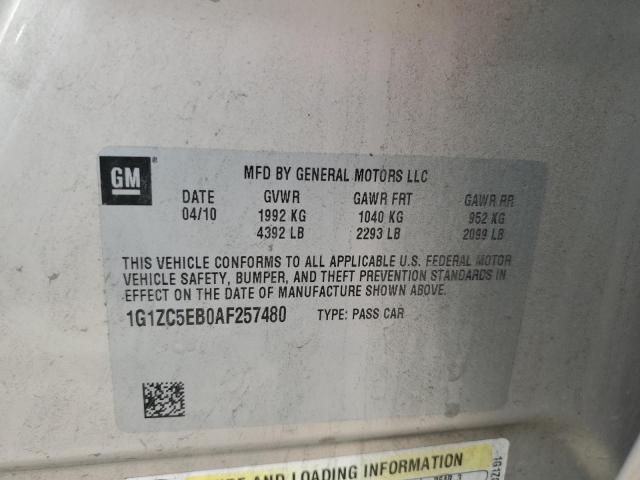 GM ®
MFD BY GENERAL MOTORS LLC
DATE GVWR GAWR FRT GAWR RR
04/10 1992 KG 1040 KG 952 KG
4392 LB 2293 LB 2099 LB
THIS VEHICLE CONFORMS TO ALL APPLICABLE U.S. FEDERAL MOTOR
VEHICLE SAFETY, BUMPER, AND THEFT PREVENTION STANDARDS IN
EFFECT ON THE DATE OF MANUFACTURE SHOWN ABOVE.
1G1ZC5EB0AF257480 TYPE: PASS CAR
AND LOADING INFORMATION
1G1ZC